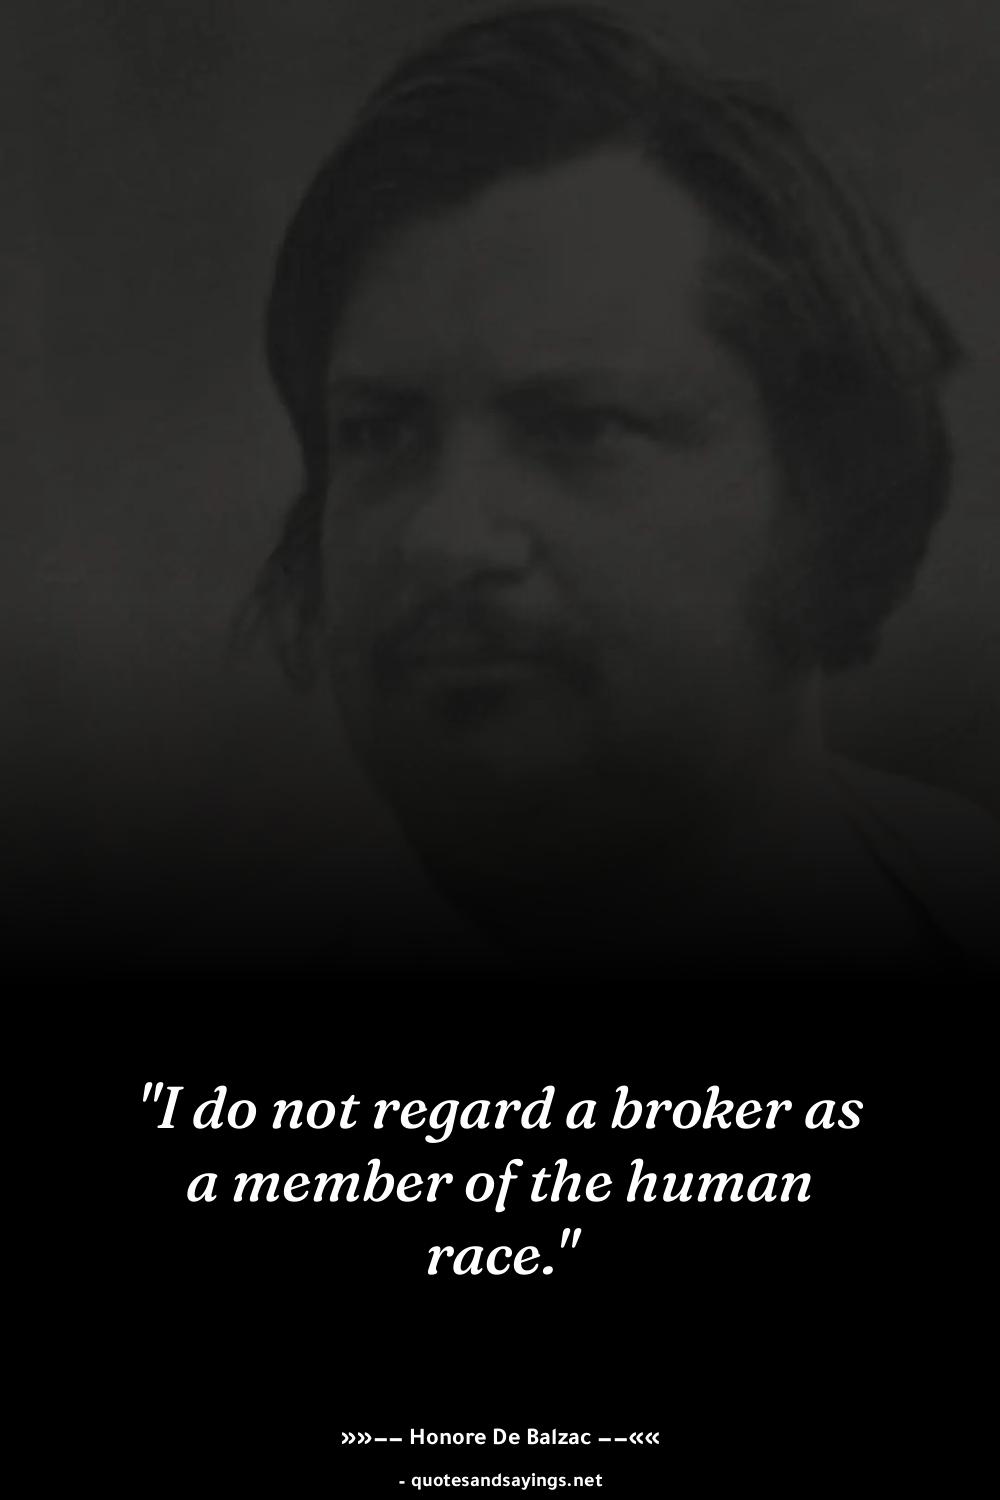 "I do not regard a broker as
a member of the human
race."
»»−− Honore De Balzac −−««
- quotesandsayings.net